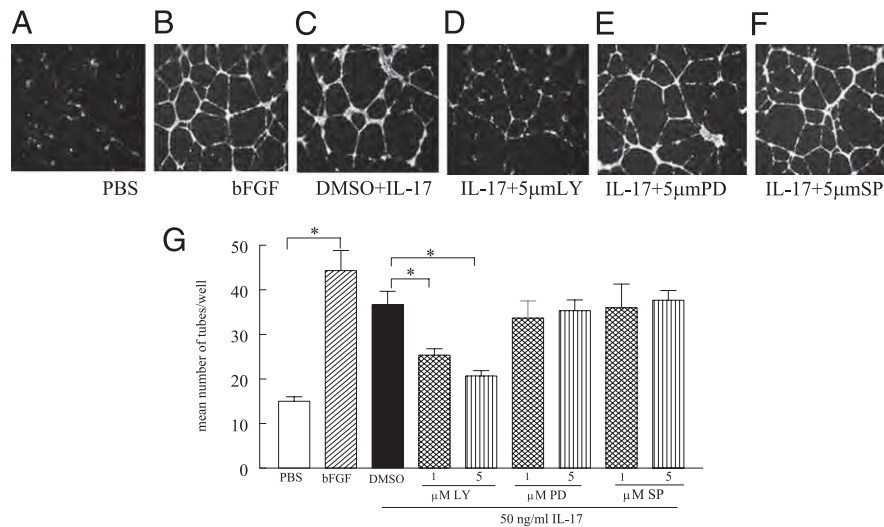 A B C D E F
PBS bFGF DMSO+IL-17 IL-17+5μmLY IL-17+5μmPD IL-17+5μmSP
G
mean number of tubes/well
50
40
30
20
10
0
* * *
PBS bFGF DMSO 1 5 1 5 1 5
μM LY μM PD μM SP
50 ng/ml IL-17